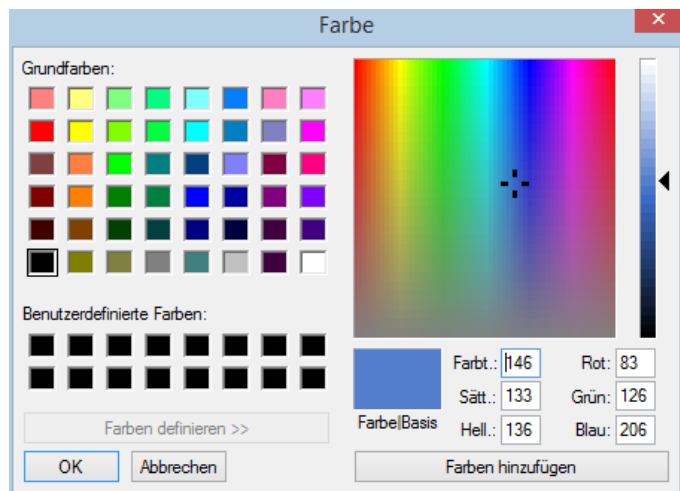 Farbe
Grundfarben:
Benutzerdefinierte Farben:
Farben definieren >>
OK Abbrechen
Farbe|Basis
Farbt.: 146 Rot: 83
Sätt.: 133 Grün: 126
Hell.: 136 Blau: 206
Farben hinzufügen